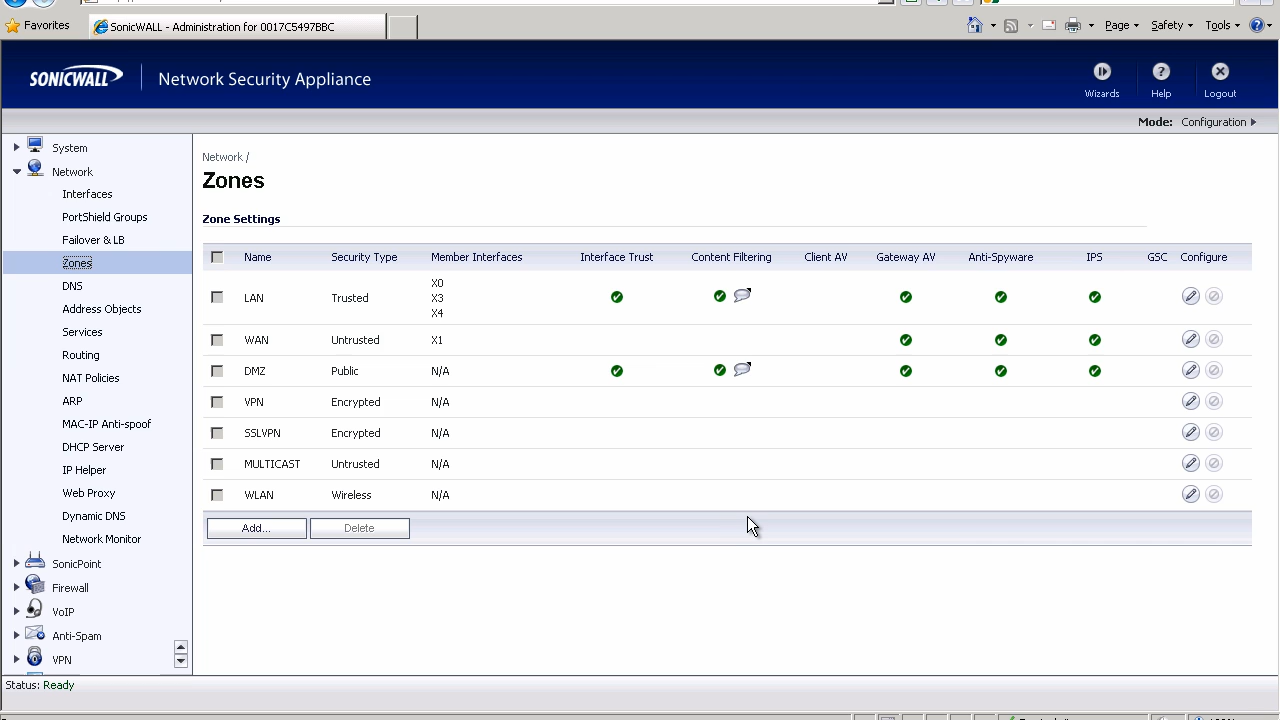 Favorites
SonicWALL - Administration for 0017C5497BBC
Page Safety Tools
SONICWALL Network Security Appliance
Wizards Help Logout
Mode: Configuration
System
Network
Interfaces
PortShield Groups
Failover & LB
Zones
DNS
Address Objects
Services
Routing
NAT Policies
ARP
MAC-IP Anti-spoof
DHCP Server
IP Helper
Web Proxy
Dynamic DNS
Network Monitor
SonicPoint
Firewall
VoIP
Anti-Spam
VPN
Network /
Zones
Zone Settings
Name Security Type Member Interfaces Interface Trust Content Filtering Client AV Gateway AV Anti-Spyware IPS GSC Configure
LAN Trusted X0
X3
X4
WAN Untrusted X1
DMZ Public N/A
VPN Encrypted N/A
SSLVPN Encrypted N/A
MULTICAST Untrusted N/A
WLAN Wireless N/A
Add... Delete
Status: Ready